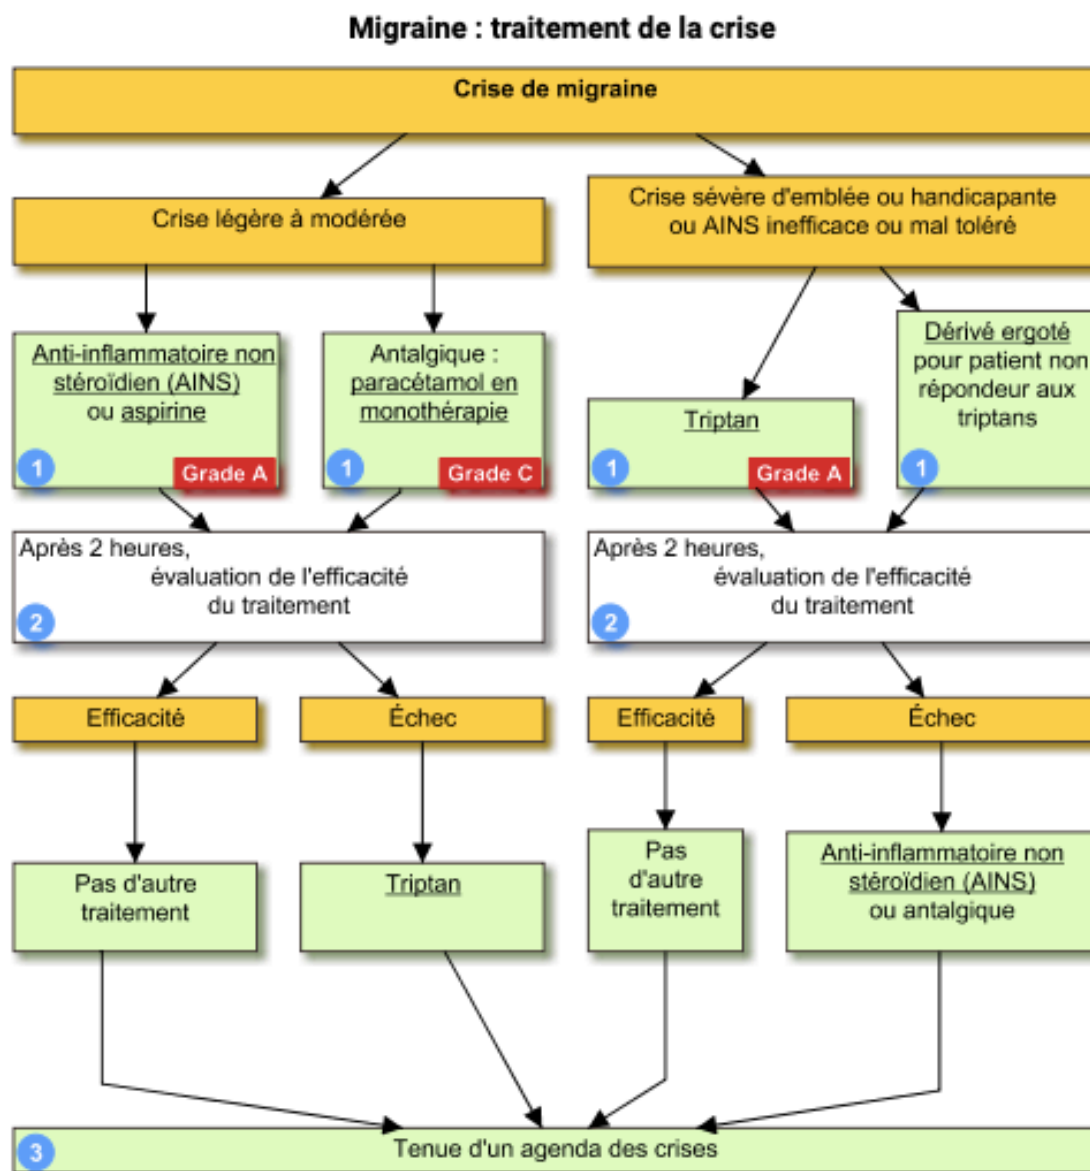 Migraine : traitement de la crise
Crise de migraine
Crise légère à modérée
Crise sévère d'emblée ou handicapante
ou AINS inefficace ou mal toléré
Anti-inflammatoire non
stéroïdien (AINS)
ou aspirine
1
Grade A
Antalgique :
paracétamol en
monothérapie
1
Grade C
Triptan
1
Grade A
Dérivé ergoté
pour patient non
répondeur aux
triptans
1
Après 2 heures,
évaluation de l'efficacité
du traitement
2
Après 2 heures,
évaluation de l'efficacité
du traitement
2
Efficacité
Échec
Efficacité
Échec
Pas d'autre
traitement
Triptan
Pas
d'autre
traitement
Anti-inflammatoire non
stéroïdien (AINS)
ou antalgique
3
Tenue d'un agenda des crises